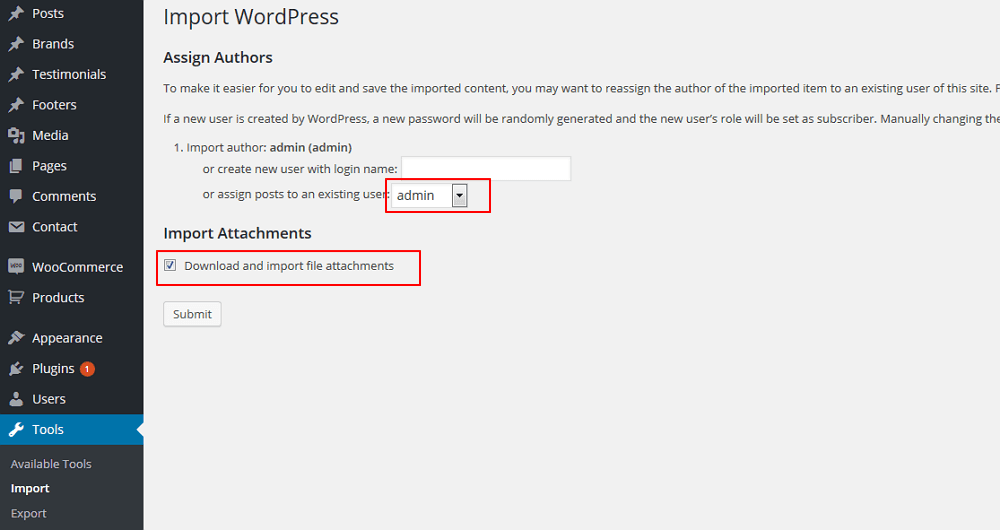 Posts
Brands
Testimonials
Footers
Media
Pages
Comments
Contact
WooCommerce
Products
Appearance
Plugins 1
Users
Tools
Available Tools
Import
Export
Import WordPress
Assign Authors
To make it easier for you to edit and save the imported content, you may want to reassign the author of the imported item to an existing user of this site. F
If a new user is created by WordPress, a new password will be randomly generated and the new user's role will be set as subscriber. Manually changing the
1. Import author: admin (admin)
or create new user with login name:
or assign posts to an existing user: admin
Import Attachments
Download and import file attachments
Submit